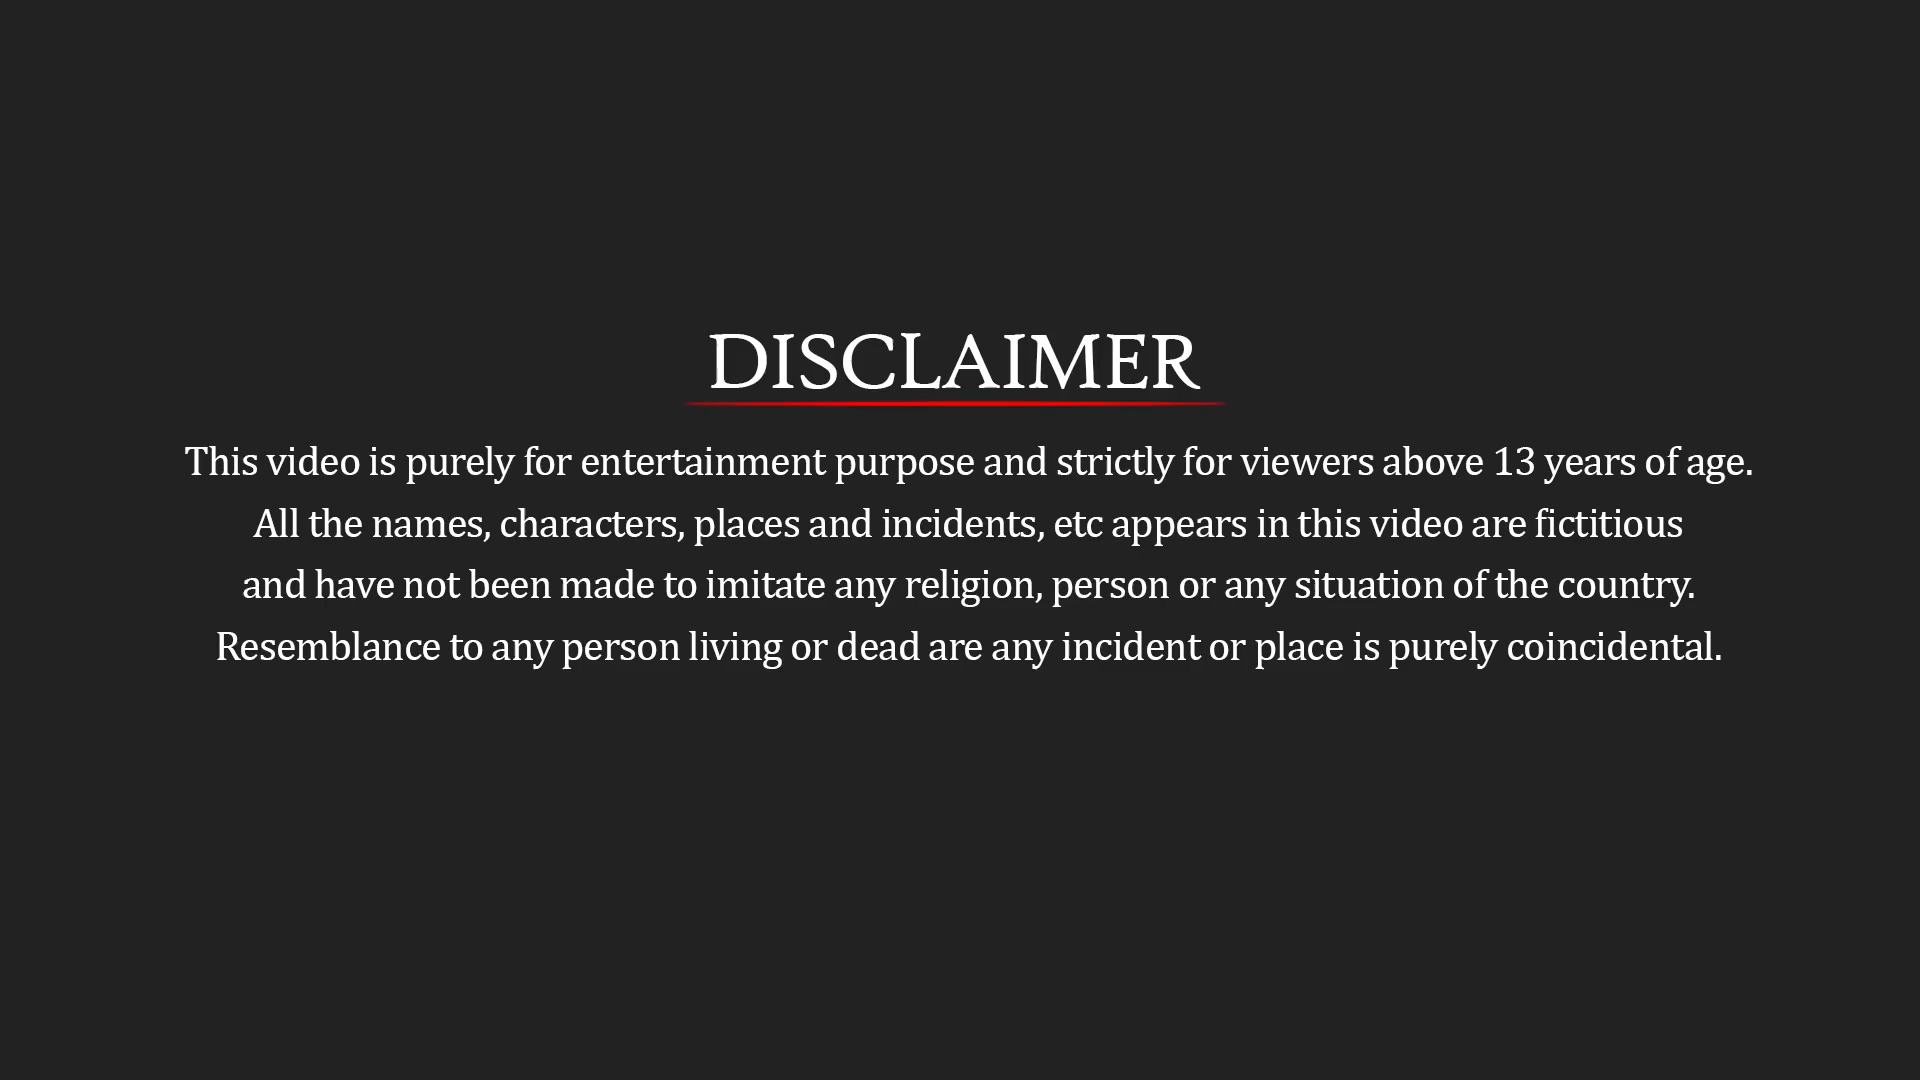 DISCLAIMER
This video is purely for entertainment purpose and strictly for viewers above 13 years of age.
All the names, characters, places and incidents, etc appears in this video are fictitious
and have not been made to imitate any religion, person or any situation of the country.
Resemblance to any person living or dead are any incident or place is purely coincidental.